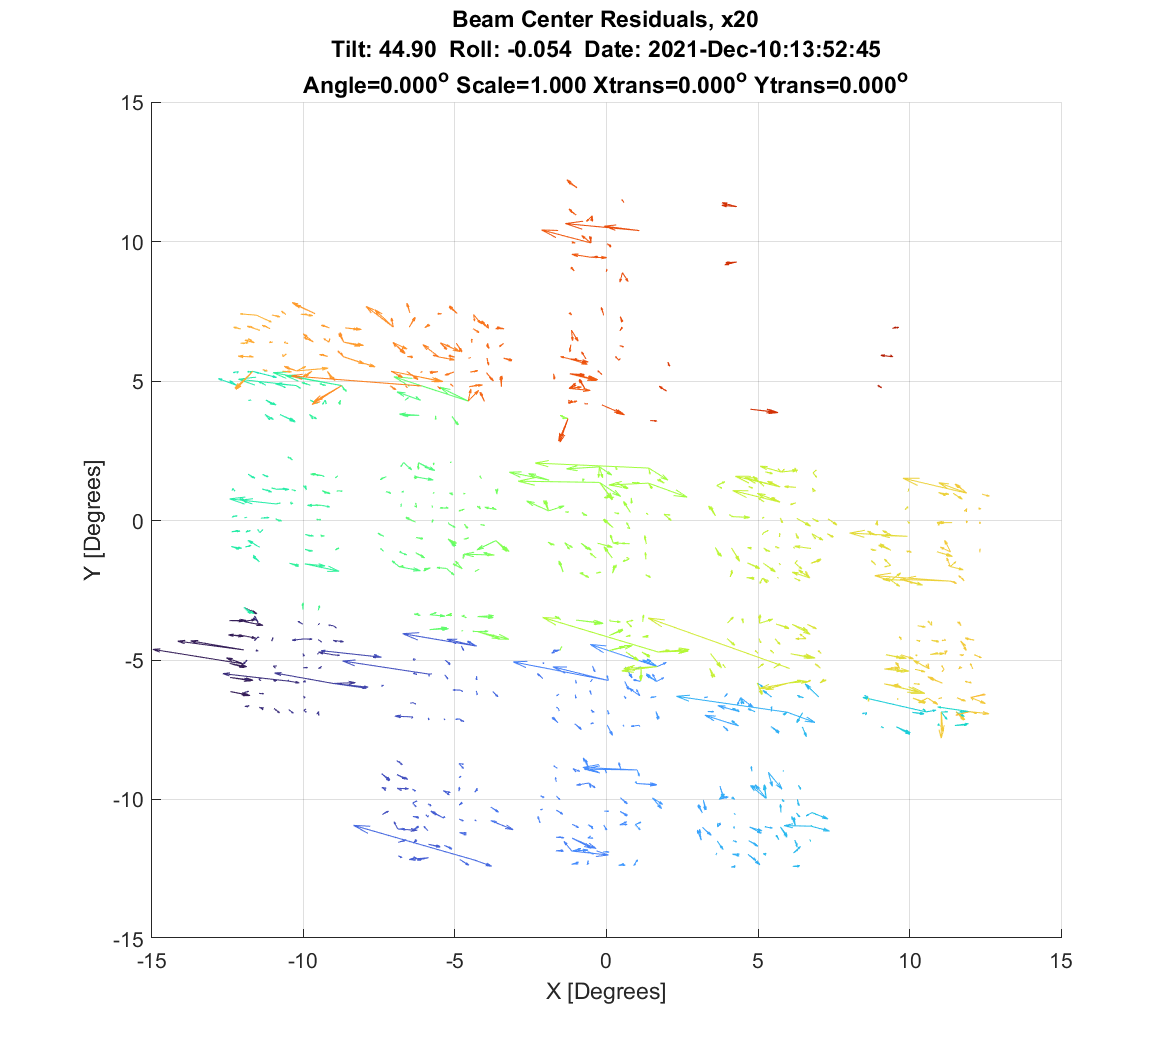 Beam Center Residuals, x20
Tilt: 44.90 Roll: -0.054 Date: 2021-Dec-10:13:52:45
Angle=0.000° Scale=1.000 Xtrans=0.000° Ytrans=0.000°
15
10
5
0
-5
-10
-15
Y [Degrees]
-15 -10 -5 0 5 10 15
X [Degrees]